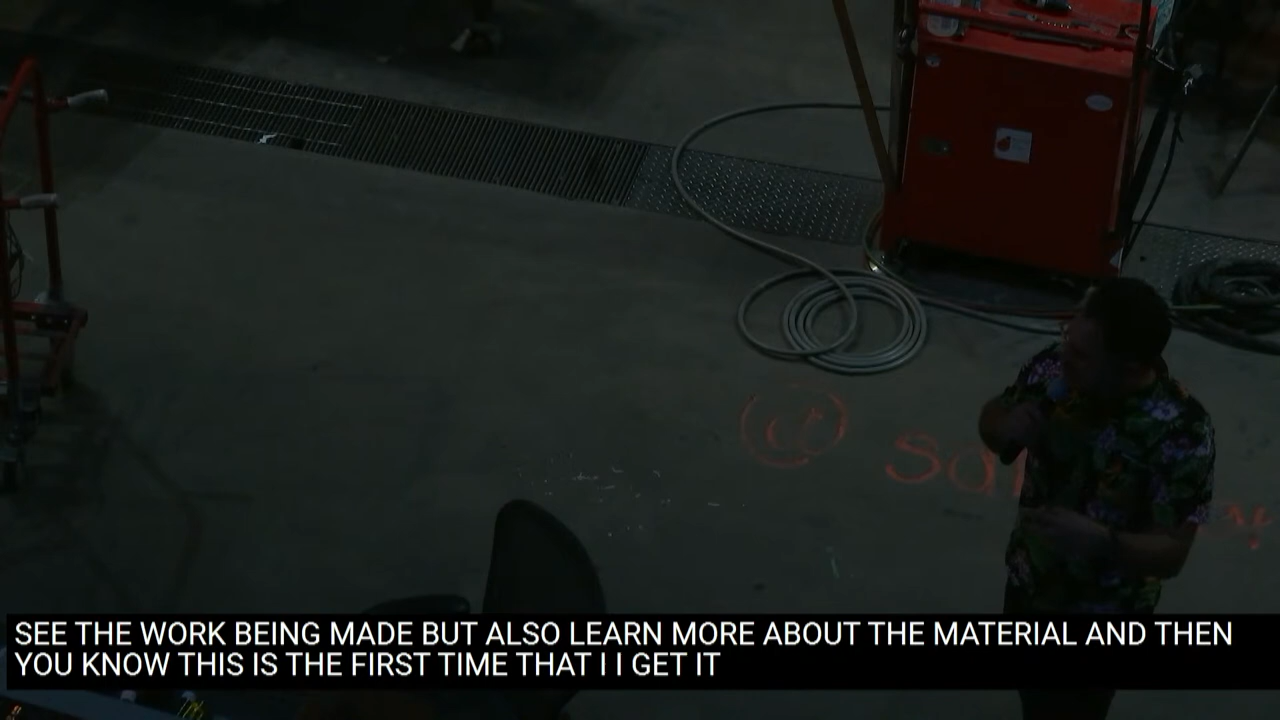 @ Sa
SEE THE WORK BEING MADE BUT ALSO LEARN MORE ABOUT THE MATERIAL AND THEN
YOU KNOW THIS IS THE FIRST TIME THAT I I GET IT